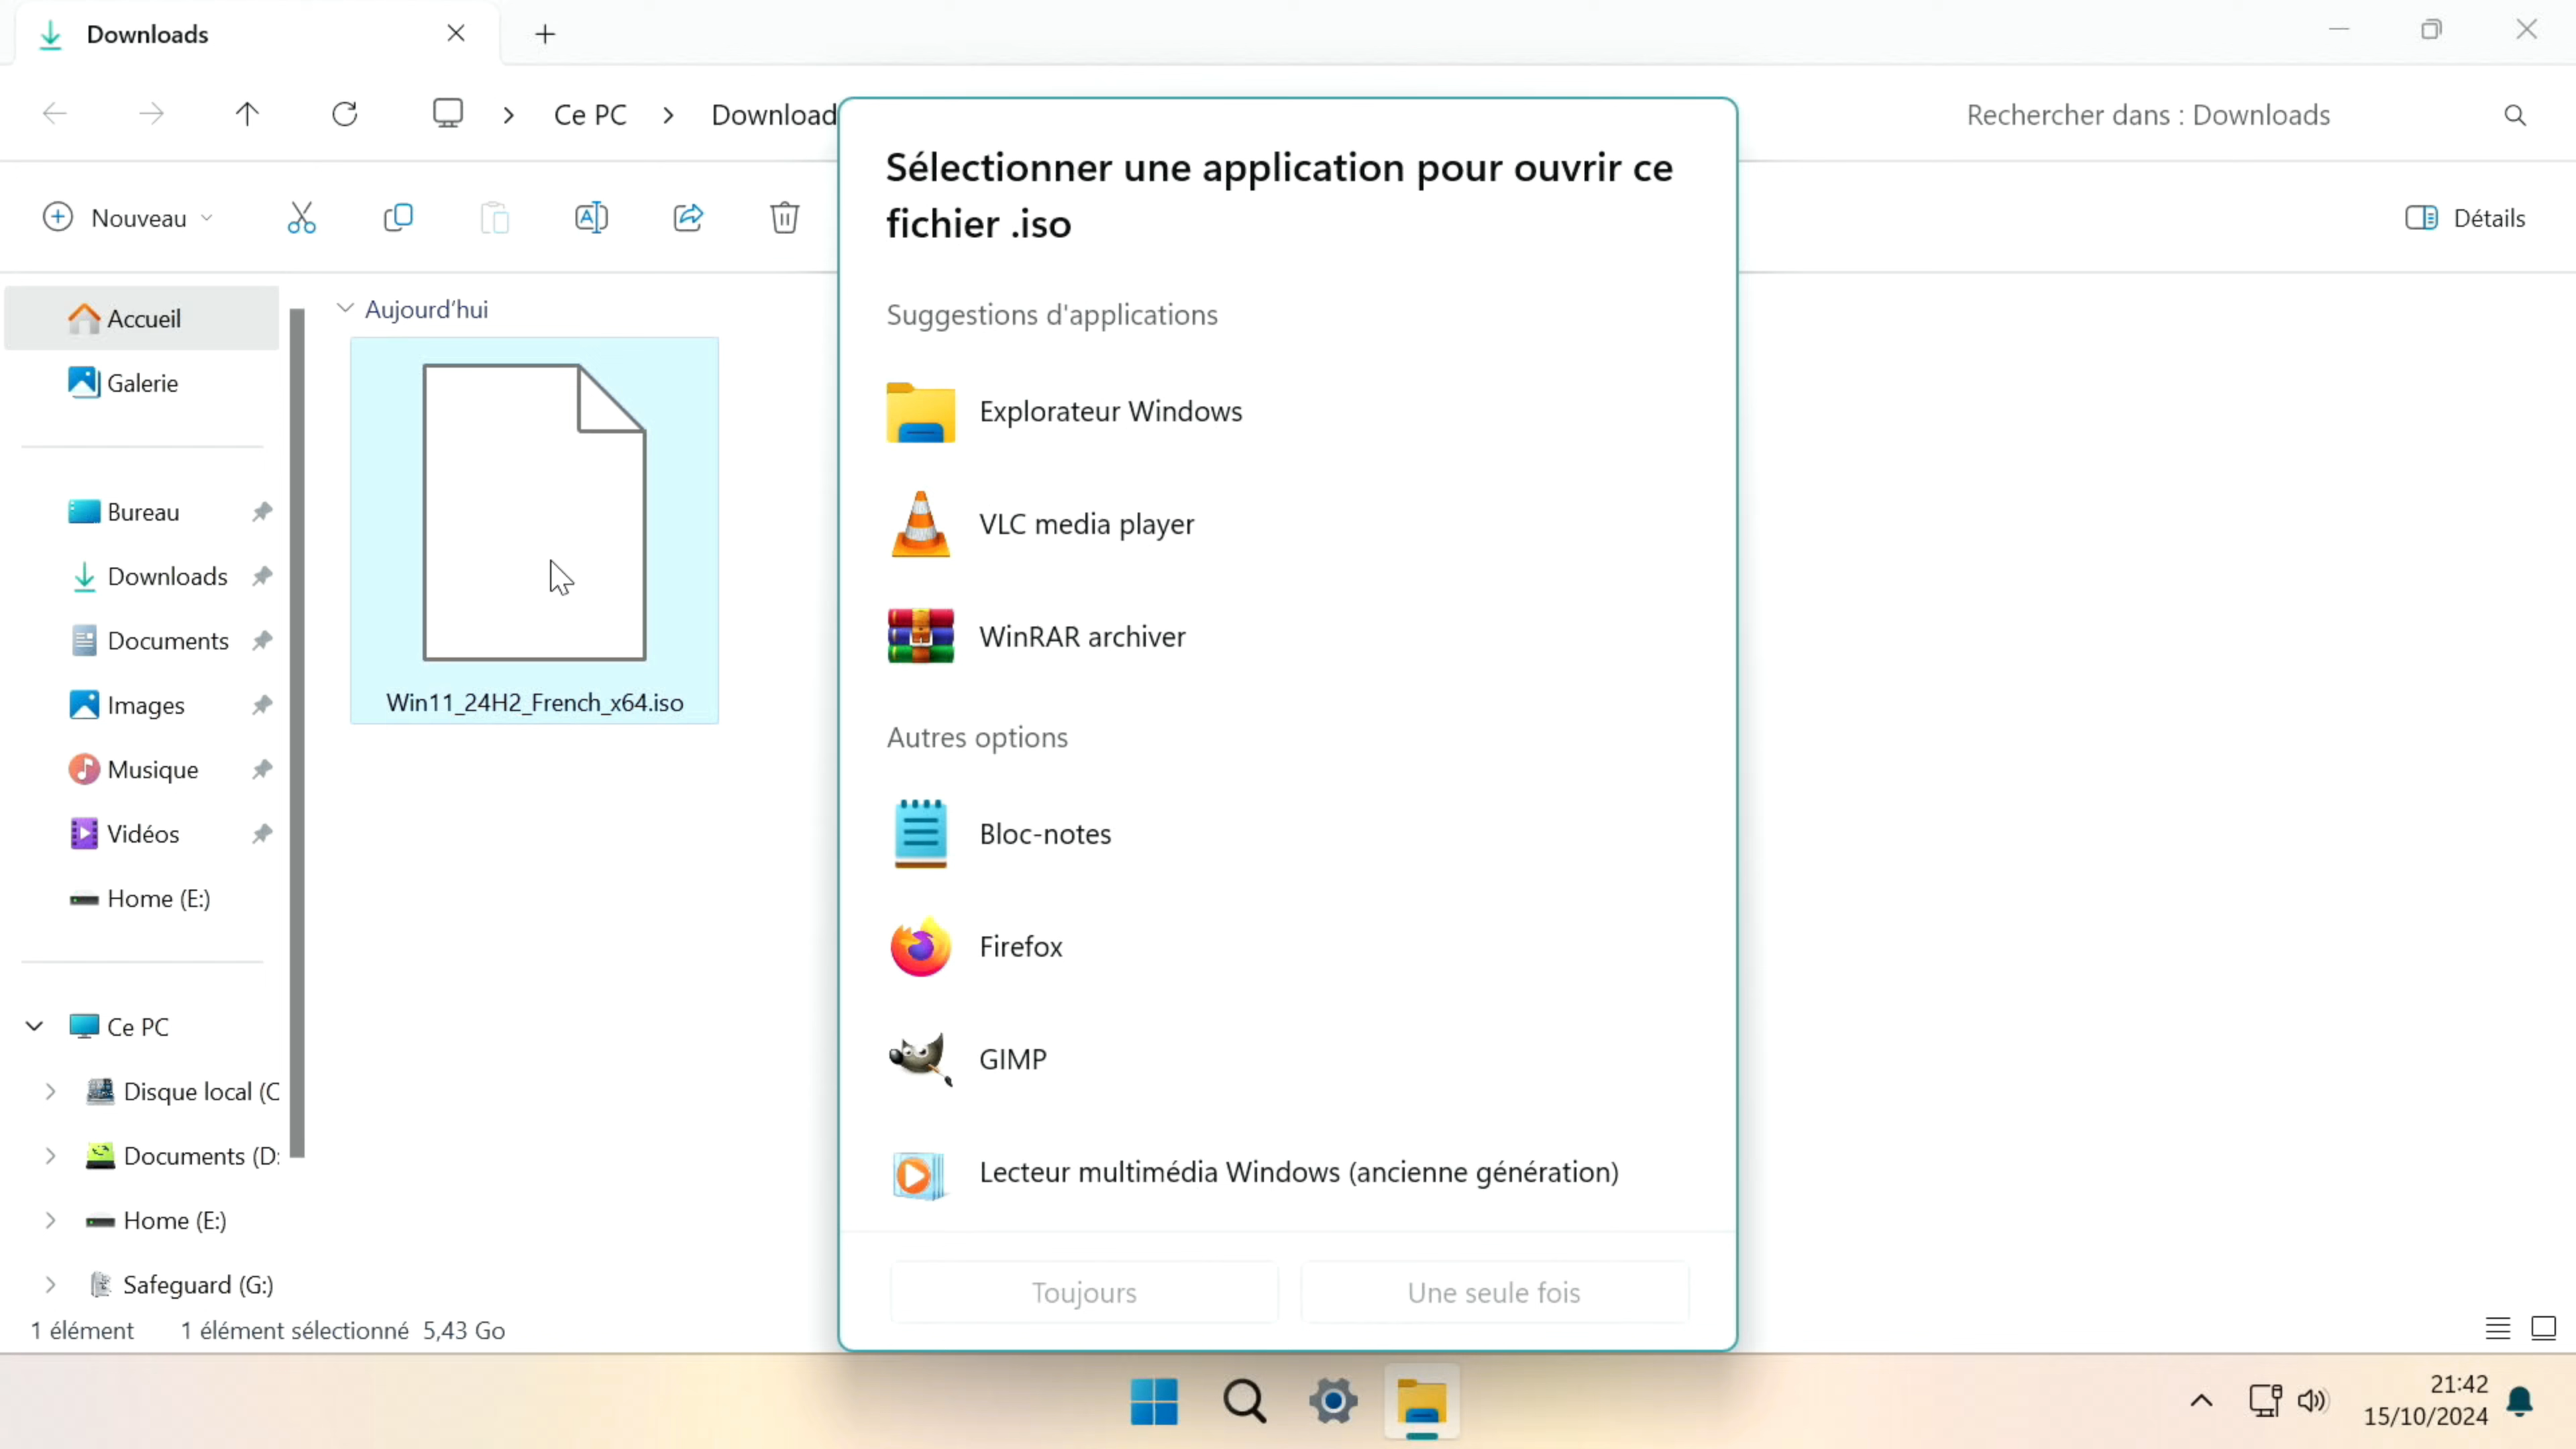 Downloads
Ce PC
Download
Rechercher dans : Downloads
Nouveau
Détails
Accueil
Galerie
Bureau
Downloads
Documents
Images
Musique
Vidéos
Home (E:)
Ce PC
Disque local (C
Documents (D:
Home (E:)
Safeguard (G:)
Aujourd'hui
Win11_24H2_French_x64.iso
Sélectionner une application pour ouvrir ce
fichier .iso
Suggestions d'applications
Explorateur Windows
VLC media player
WinRAR archiver
Autres options
Bloc-notes
Firefox
GIMP
Lecteur multimédia Windows (ancienne génération)
Toujours
Une seule fois
1 élément
1 élément sélectionné 5,43 Go
21:42
15/10/2024